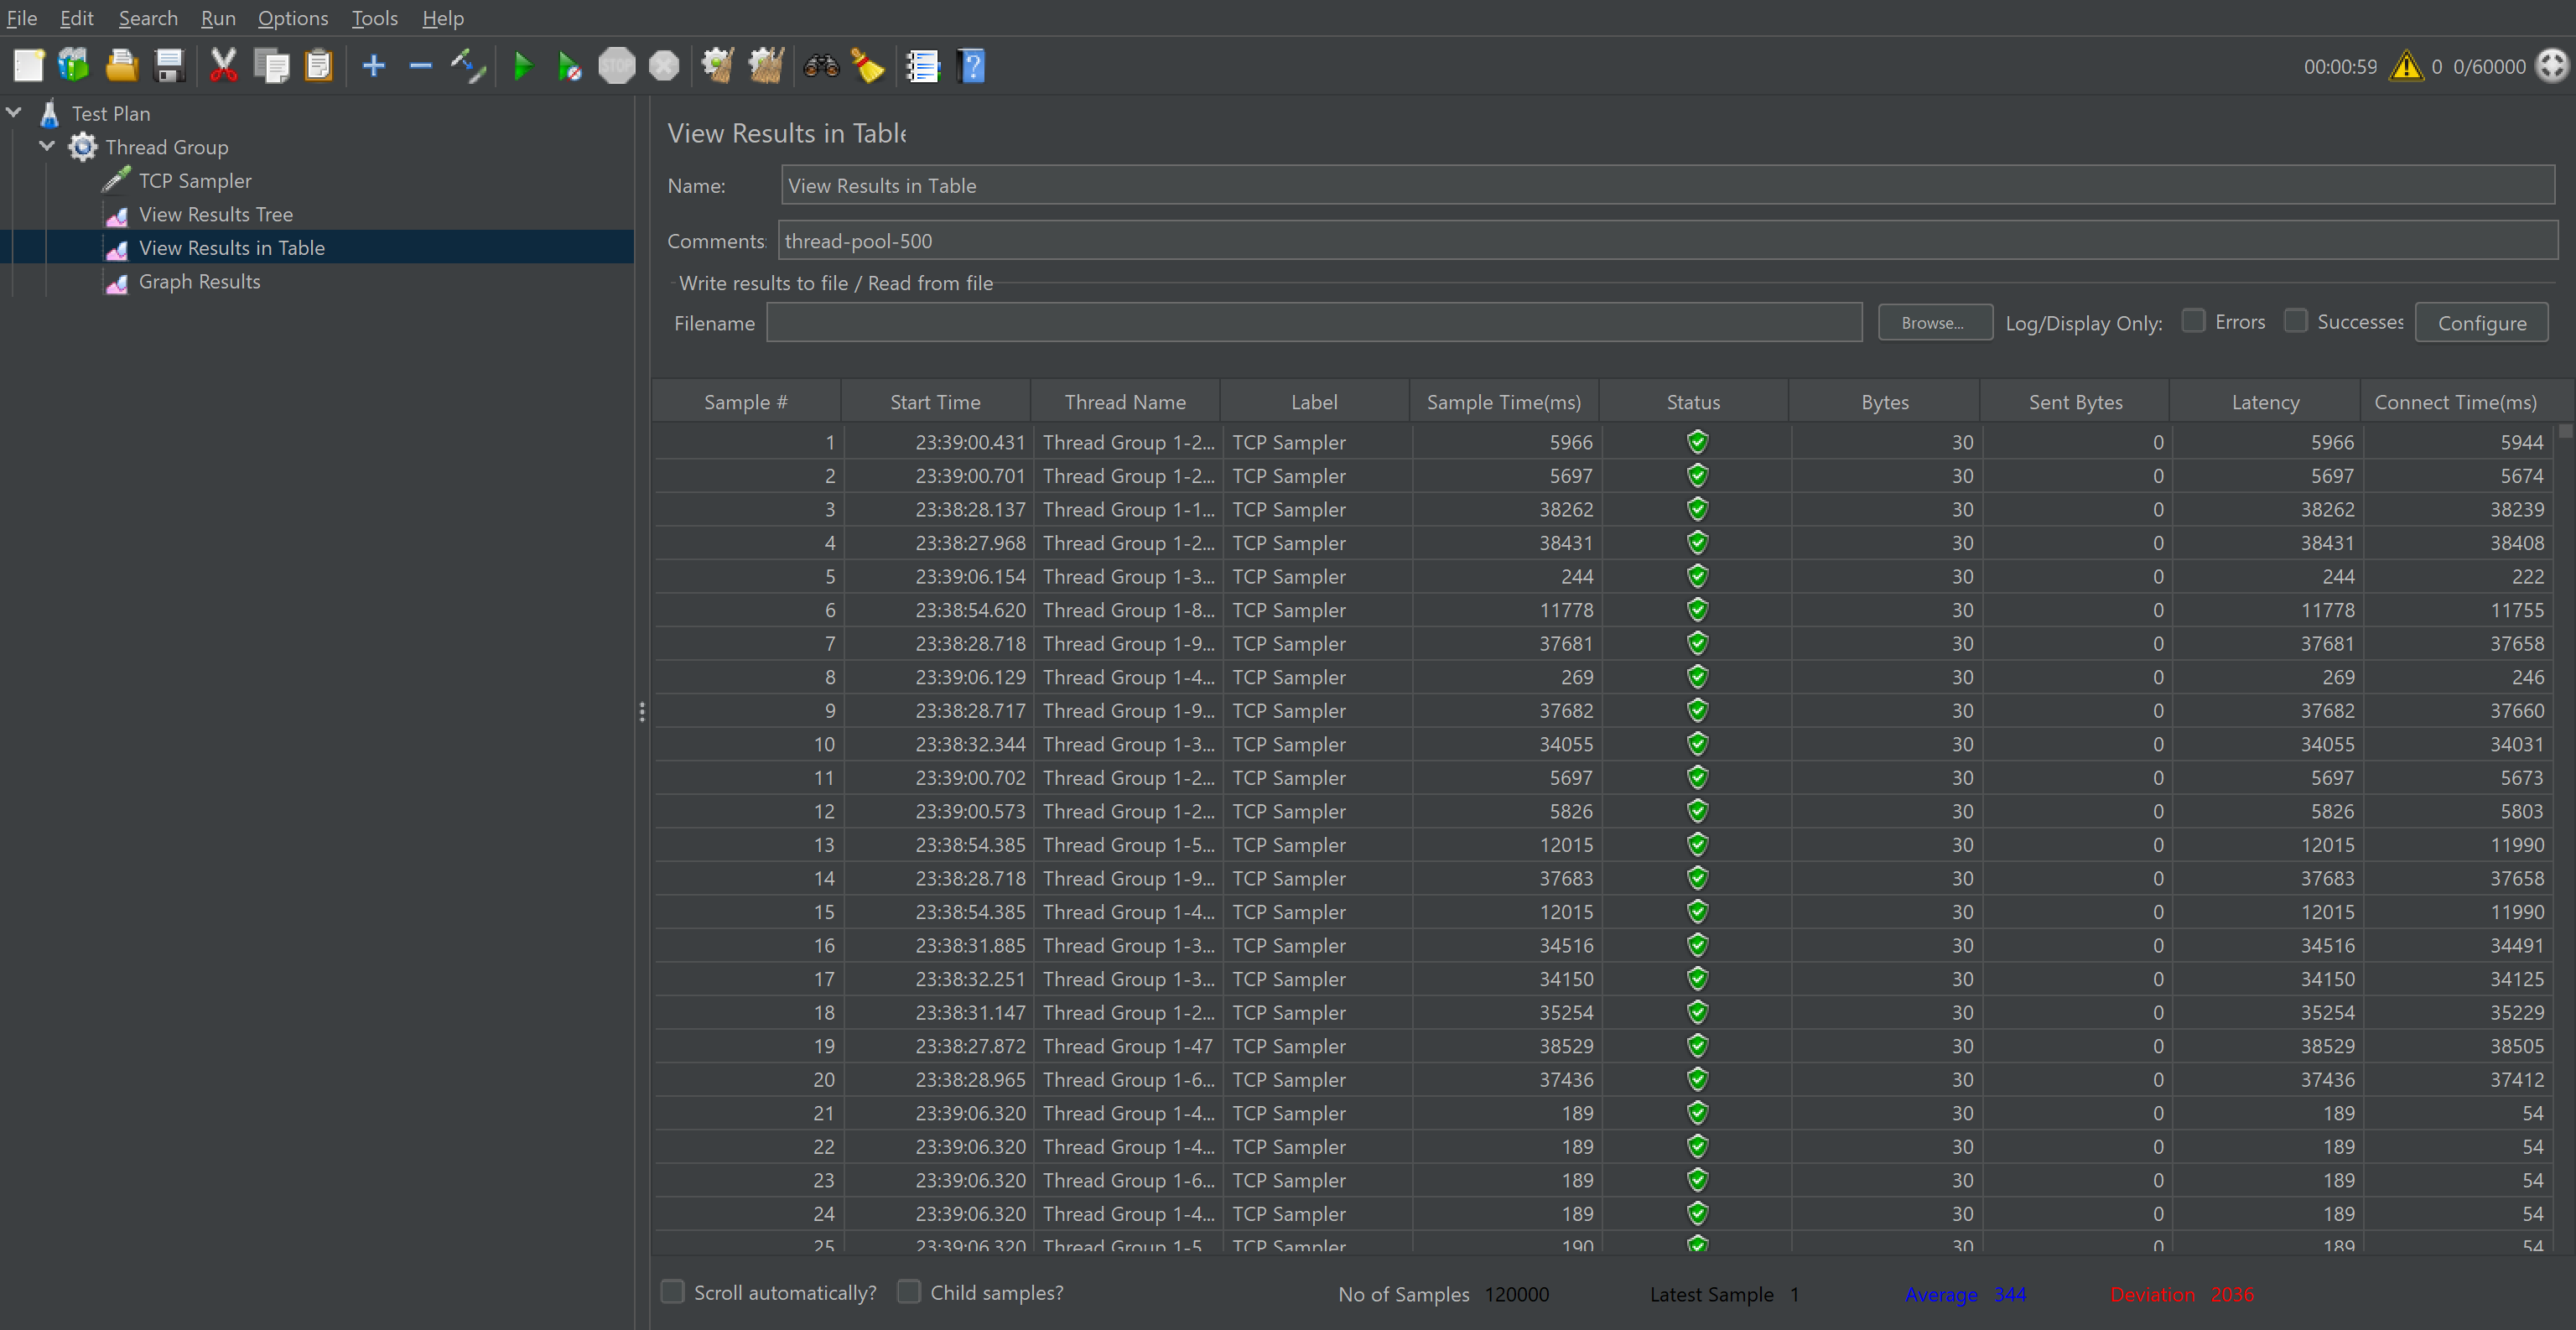 File Edit Search Run Options Tools Help
STOP
00:00:59 0 0/60000
Test Plan
Thread Group
TCP Sampler
View Results Tree
View Results in Table
Graph Results
View Results in Table
Name: View Results in Table
Comments: thread-pool-500
Write results to file / Read from file
Filename Browse... Log/Display Only: Errors Successes Configure
Sample # Start Time Thread Name Label Sample Time(ms) Status Bytes Sent Bytes Latency Connect Time(ms)
1 23:39:00.431 Thread Group 1-2... TCP Sampler 5966 30 0 5966 5944
2 23:39:00.701 Thread Group 1-2... TCP Sampler 5697 30 0 5697 5674
3 23:38:28.137 Thread Group 1-1... TCP Sampler 38262 30 0 38262 38239
4 23:38:27.968 Thread Group 1-2... TCP Sampler 38431 30 0 38431 38408
5 23:39:06.154 Thread Group 1-3... TCP Sampler 244 30 0 244 222
6 23:38:54.620 Thread Group 1-8... TCP Sampler 11778 30 0 11778 11755
7 23:38:28.718 Thread Group 1-9... TCP Sampler 37681 30 0 37681 37658
8 23:39:06.129 Thread Group 1-4... TCP Sampler 269 30 0 269 246
9 23:38:28.717 Thread Group 1-9... TCP Sampler 37682 30 0 37682 37660
10 23:38:32.344 Thread Group 1-3... TCP Sampler 34055 30 0 34055 34031
11 23:39:00.702 Thread Group 1-2... TCP Sampler 5697 30 0 5697 5673
12 23:39:00.573 Thread Group 1-2... TCP Sampler 5826 30 0 5826 5803
13 23:38:54.385 Thread Group 1-5... TCP Sampler 12015 30 0 12015 11990
14 23:38:28.718 Thread Group 1-9... TCP Sampler 37683 30 0 37683 37658
15 23:38:54.385 Thread Group 1-4... TCP Sampler 12015 30 0 12015 11990
16 23:38:31.885 Thread Group 1-3... TCP Sampler 34516 30 0 34516 34491
17 23:38:32.251 Thread Group 1-3... TCP Sampler 34150 30 0 34150 34125
18 23:38:31.147 Thread Group 1-2... TCP Sampler 35254 30 0 35254 35229
19 23:38:27.872 Thread Group 1-47 TCP Sampler 38529 30 0 38529 38505
20 23:38:28.965 Thread Group 1-6... TCP Sampler 37436 30 0 37436 37412
21 23:39:06.320 Thread Group 1-4... TCP Sampler 189 30 0 189 54
22 23:39:06.320 Thread Group 1-4... TCP Sampler 189 30 0 189 54
23 23:39:06.320 Thread Group 1-6... TCP Sampler 189 30 0 189 54
24 23:39:06.320 Thread Group 1-4... TCP Sampler 189 30 0 189 54
25 23:39:06.320 Thread Group 1-5 TCP Sampler 190 30 0 189 54
Scroll automatically? Child samples? No of Samples 120000 Latest Sample 1 Average 344 Deviation 2036